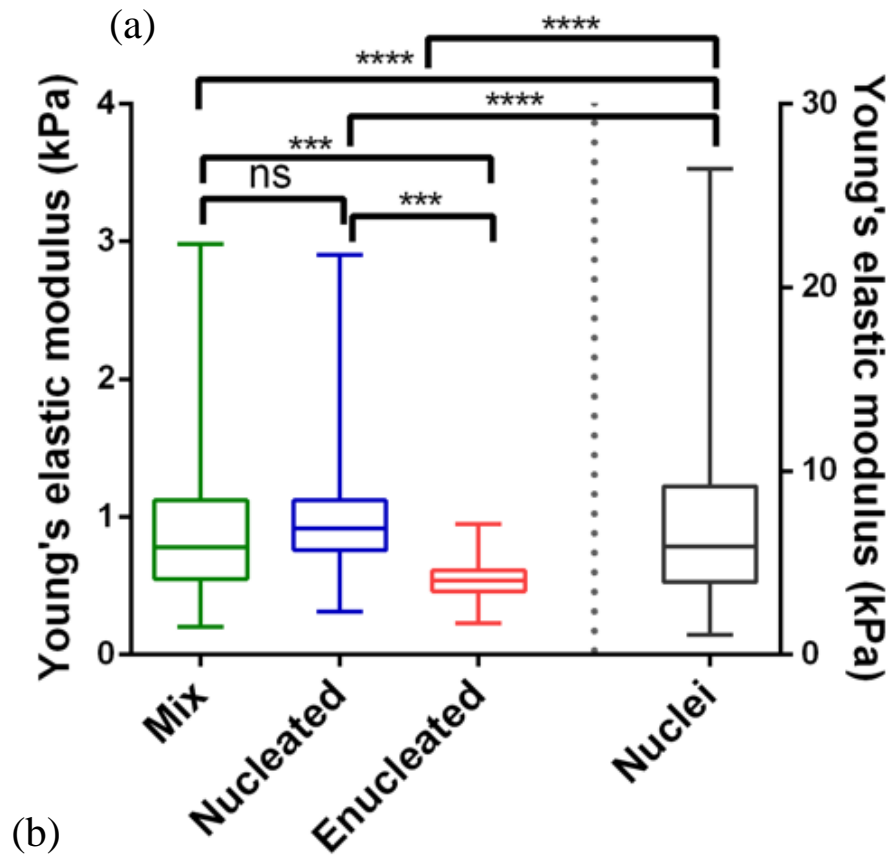 (a)
****
****
****
***
ns
***
Young's elastic modulus (kPa)
4
3
2
1
0
Young's elastic modulus (kPa)
30
20
10
0
Mix
Nucleated
Enucleated
Nuclei
(b)